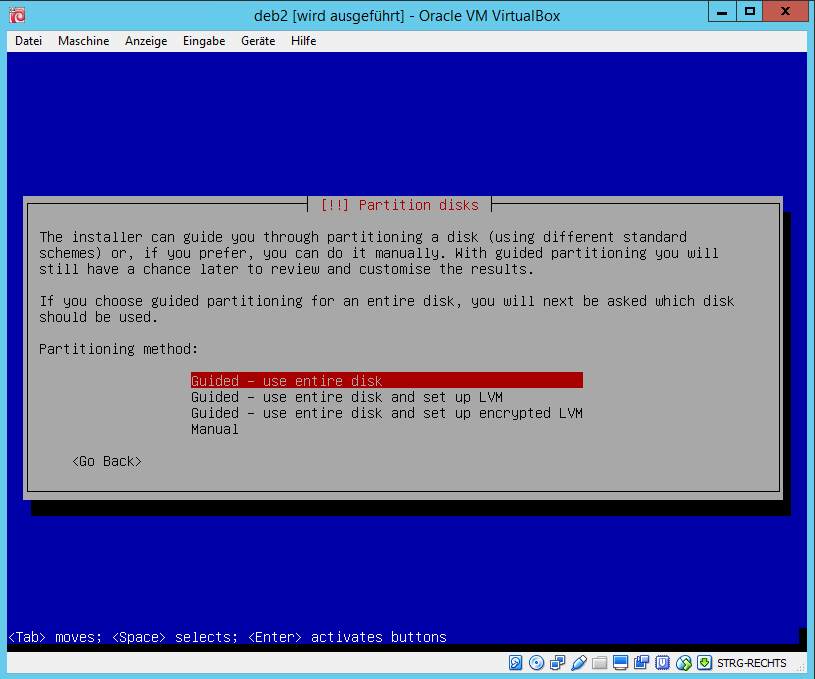 deb2 [wird ausgeführt] - Oracle VM VirtualBox
Datei Maschine Anzeige Eingabe Geräte Hilfe
[!!] Partition disks
The installer can guide you through partitioning a disk (using different standard
schemes) or, if you prefer, you can do it manually. With guided partitioning you will
still have a chance later to review and customise the results.
If you choose guided partitioning for an entire disk, you will next be asked which disk
should be used.
Partitioning method:
Guided - use entire disk
Guided - use entire disk and set up LVM
Guided - use entire disk and set up encrypted LVM
Manual
<Go Back>
<Tab> moves; <Space> selects; <Enter> activates buttons
STRG-RECHTS